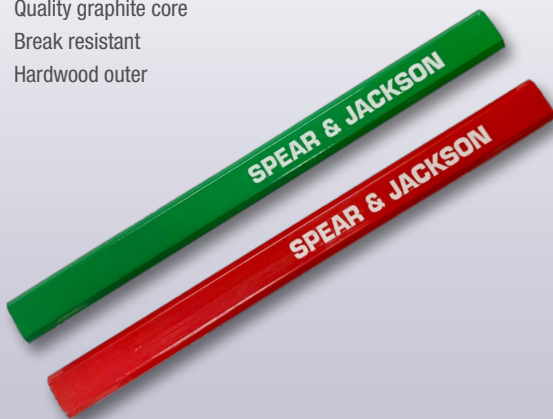 Quality graphite core
Break resistant
Hardwood outer
SPEAR & JACKSON
SPEAR & JACKSON